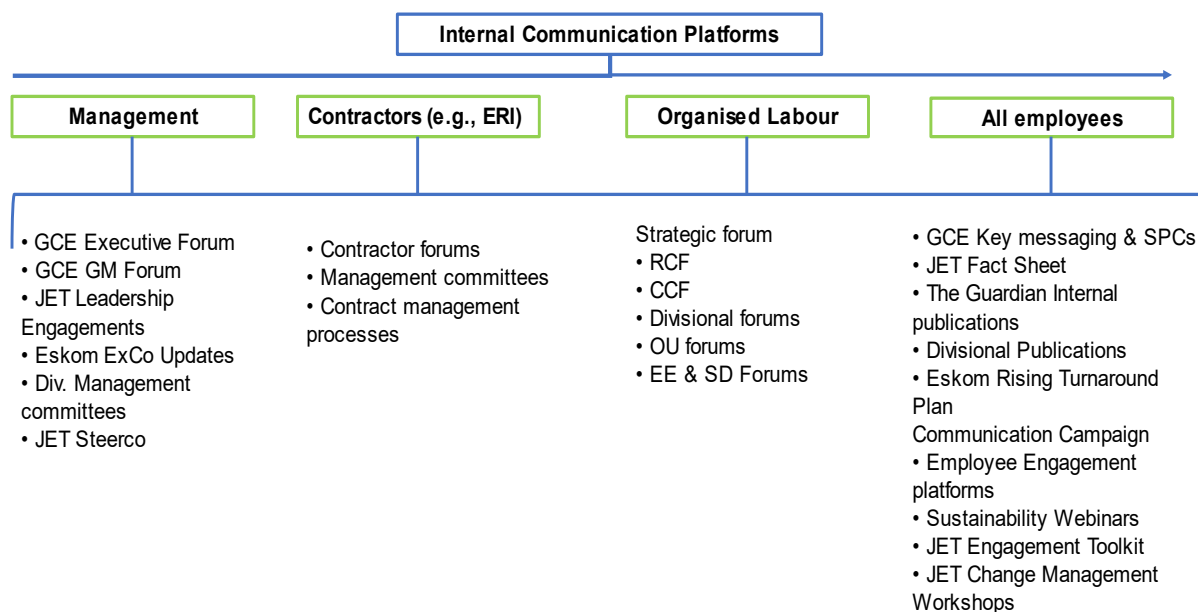 Internal Communication Platforms
Management
• GCE Executive Forum
• GCE GM Forum
• JET Leadership
Engagements
• Eskom ExCo Updates
• Div. Management
committees
• JET Steerco
Contractors (e.g., ERI)
• Contractor forums
• Management committees
• Contract management
processes
Organised Labour
Strategic forum
• RCF
• CCF
• Divisional forums
• OU forums
• EE & SD Forums
All employees
• GCE Key messaging & SPCs
• JET Fact Sheet
• The Guardian Internal
publications
• Divisional Publications
• Eskom Rising Turnaround
Plan
Communication Campaign
• Employee Engagement
platforms
• Sustainability Webinars
• JET Engagement Toolkit
• JET Change Management
Workshops